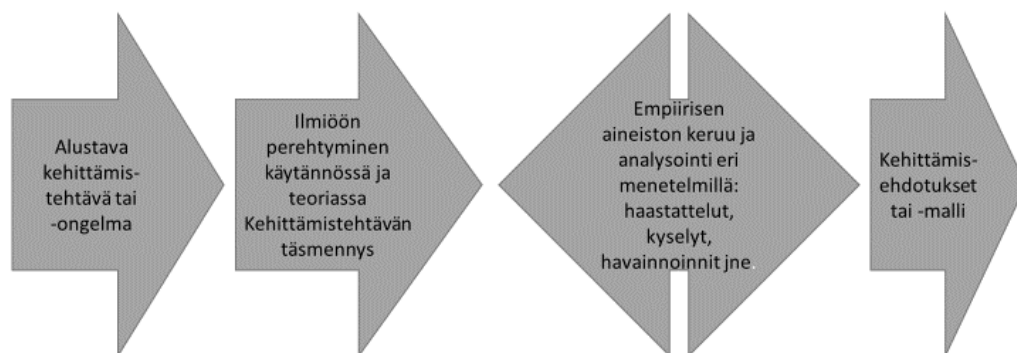 Alustava
kehittämis-
tehtävä tai
-ongelma
Ilmiöön
perehtyminen
käytännössä ja
teoriassa
Kehittämistehtävän
täsmennys
Empiirisen
aineiston keruu ja
analysointi eri
menetelmillä:
haastattelut,
kyselyt,
havainnoinnit jne.
Kehittämis-
ehdotukset
tai -malli